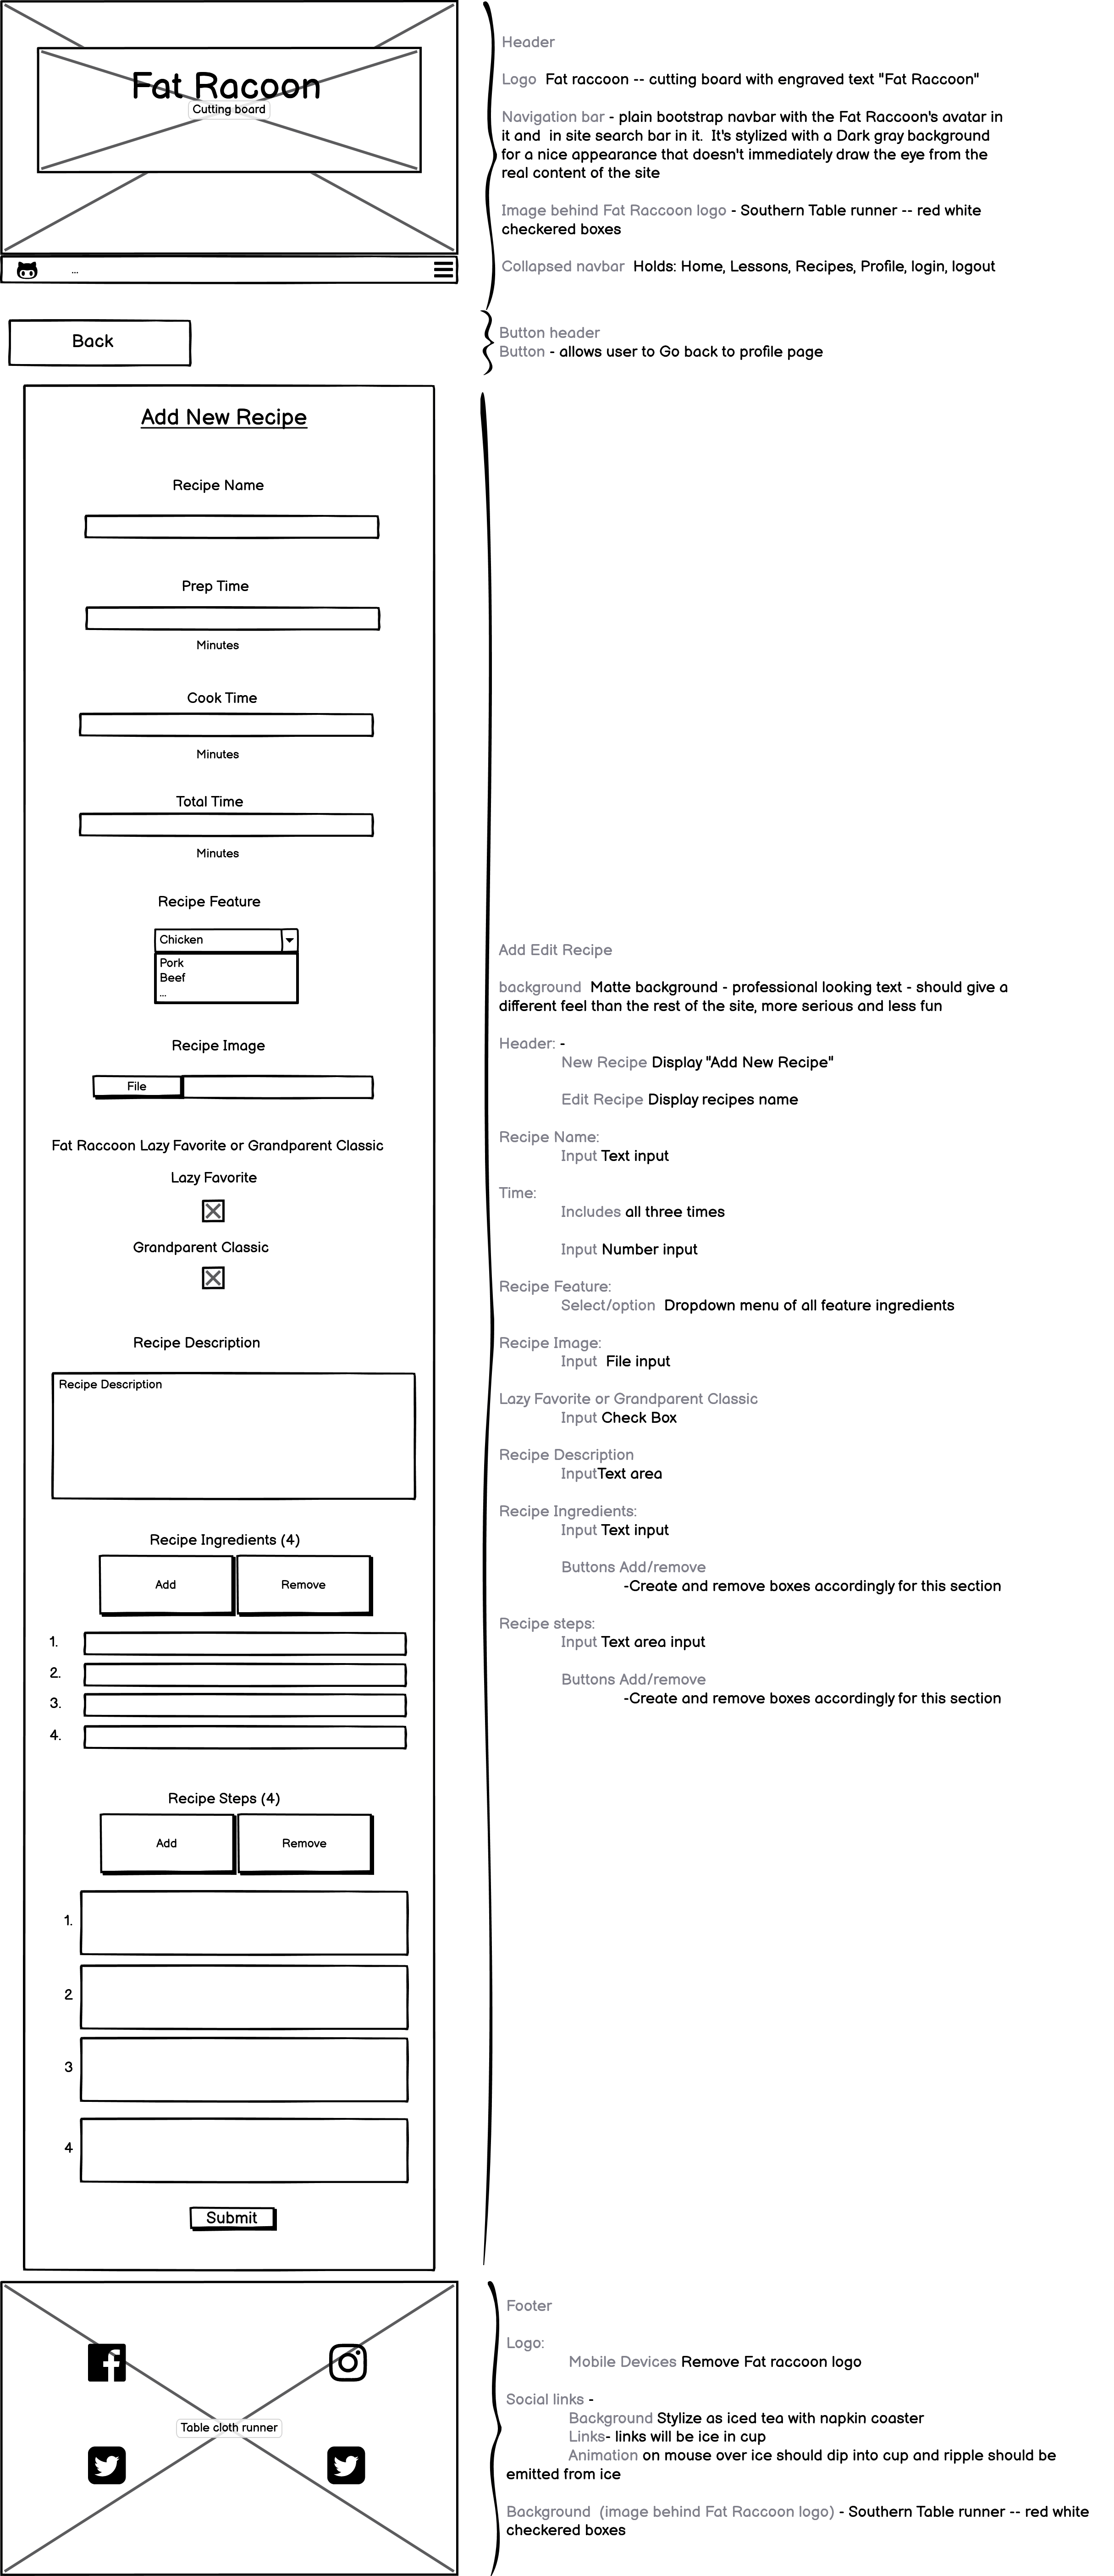 Fat Racoon
Cutting board
...
Header
Logo  Fat raccoon -- cutting board with engraved text "Fat Raccoon"
Navigation bar - plain bootstrap navbar with the Fat Raccoon's avatar in
it and  in site search bar in it.  It's stylized with a Dark gray background
for a nice appearance that doesn't immediately draw the eye from the
real content of the site
Image behind Fat Raccoon logo - Southern Table runner -- red white
checkered boxes
Collapsed navbar  Holds: Home, Lessons, Recipes, Profile, login, logout
Back
Button header
Button - allows user to Go back to profile page
Add New Recipe
Recipe Name
Prep Time
Minutes
Cook Time
Minutes
Total Time
Minutes
Recipe Feature
Chicken
Pork
Beef
...
Recipe Image
File
Fat Raccoon Lazy Favorite or Grandparent Classic
Lazy Favorite
Grandparent Classic
Recipe Description
Recipe Description
Recipe Ingredients (4)
Add
Remove
1.
2.
3.
4.
Recipe Steps (4)
Add
Remove
1.
2
3
4
Submit
Add Edit Recipe
background  Matte background - professional looking text - should give a
different feel than the rest of the site, more serious and less fun
Header: -
New Recipe Display "Add New Recipe"
Edit Recipe Display recipes name
Recipe Name:
Input Text input
Time:
Includes all three times
Input Number input
Recipe Feature:
Select/option  Dropdown menu of all feature ingredients
Recipe Image:
Input  File input
Lazy Favorite or Grandparent Classic
Input Check Box
Recipe Description
InputText area
Recipe Ingredients:
Input Text input
Buttons Add/remove
-Create and remove boxes accordingly for this section
Recipe steps:
Input Text area input
Buttons Add/remove
-Create and remove boxes accordingly for this section
Table cloth runner
Footer
Logo:
Mobile Devices Remove Fat raccoon logo
Social links -
Background Stylize as iced tea with napkin coaster
Links- links will be ice in cup
Animation on mouse over ice should dip into cup and ripple should be
emitted from ice
Background  (image behind Fat Raccoon logo) - Southern Table runner -- red white
checkered boxes